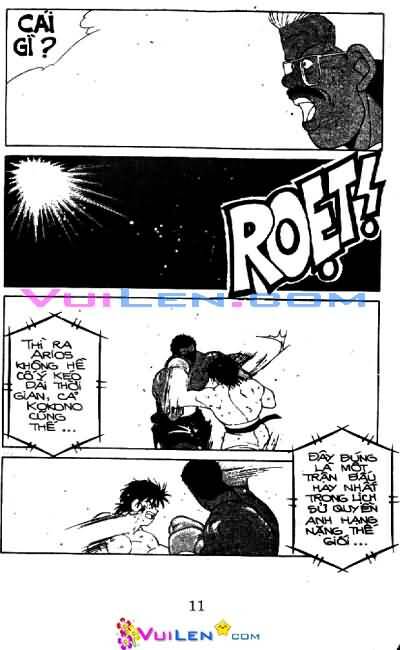 CÁI
GÌ?
ROẸT!
VUILEN.COM
THÌ RA
ARIOS
KHÔNG HỀ
CỐ Ý KÉO
DÀI THỜI
GIAN, CẢ
KOKONO
CŨNG
THẾ...
ĐÂY ĐÚNG
LÀ MỘT
TRẬN ĐẤU
HAY NHẤT
TRONG LỊCH
SỬ QUYỀN
ANH HẠNG
NẶNG THẾ
GIỚI...
11
VUILEN.COM